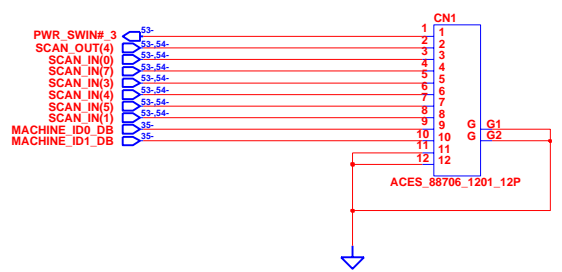 CN1
PWR_SWIN#_3 53- 1 1
SCAN_OUT(4) 53-,54- 2 2
SCAN_IN(0) 53-,54- 3 3
SCAN_IN(7) 53-,54- 4 4
SCAN_IN(3) 53-,54- 5 5
SCAN_IN(4) 53-,54- 6 6
SCAN_IN(5) 53-,54- 7 7
SCAN_IN(1) 53-,54- 8 8
MACHINE_ID0_DB 35- 9 9 G G1
MACHINE_ID1_DB 35- 10 10 G G2
11 11
12 12
ACES_88706_1201_12P